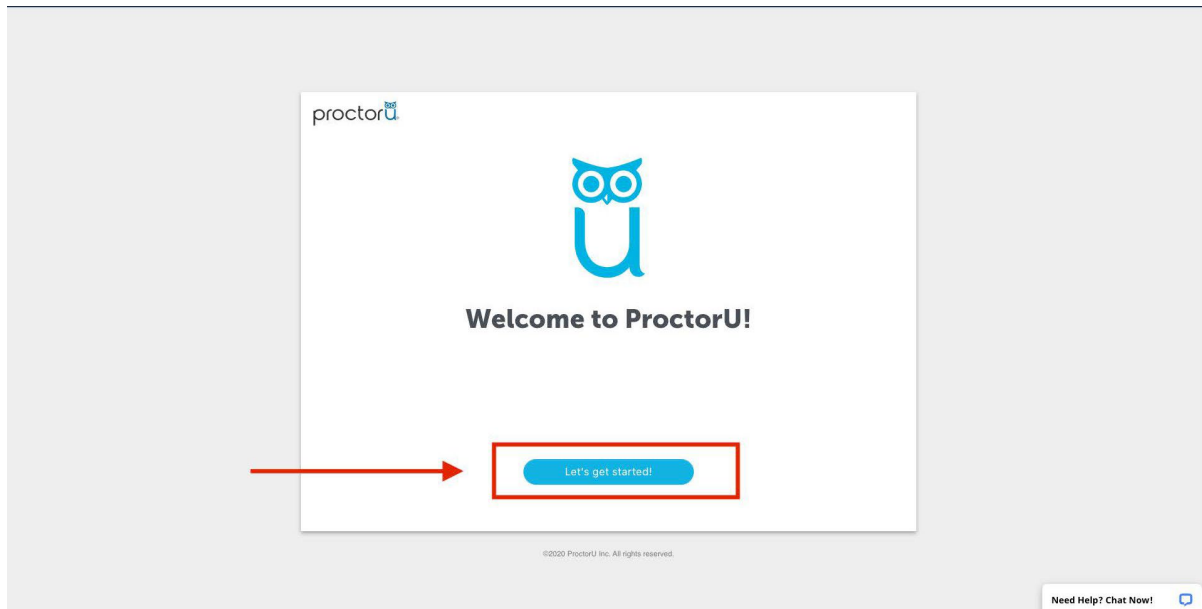 proctorU
Welcome to ProctorU!
Let's get started!
©2020 ProctorU Inc. All rights reserved.
Need Help? Chat Now!